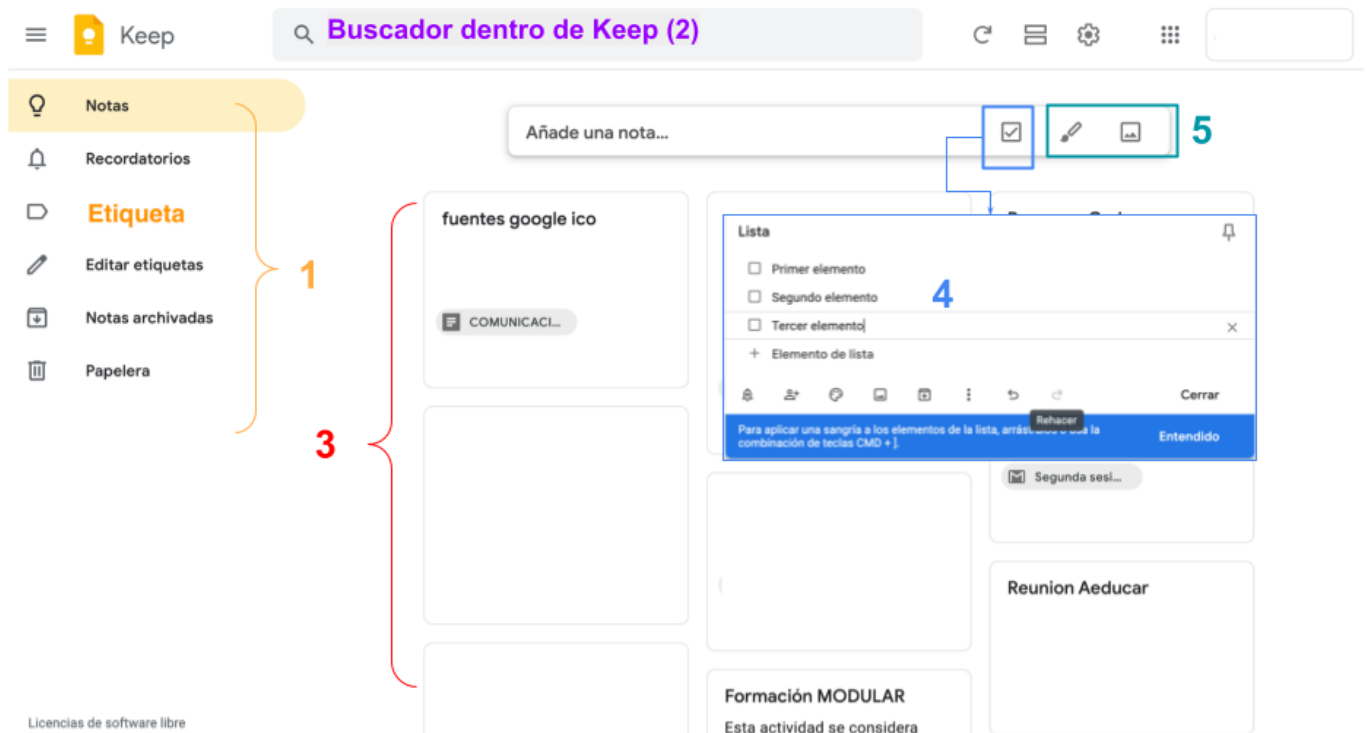 Keep
Buscador dentro de Keep (2)
Notas
Recordatorios
Etiqueta
Editar etiquetas
Notas archivadas
Papelera
1
Añade una nota...
5
3
fuentes google ico
COMUNICACI...
Lista
Primer elemento
Segundo elemento
4
Tercer elemento
Elemento de lista
Cerrar
Rehacer
Para aplicar una sangría a los elementos de la lista, la
combinación de teclas CMD + ].
Entendido
Segunda sesi...
Reunion Aeducar
Formación MODULAR
Esta actividad se considera
Licencias de software libre